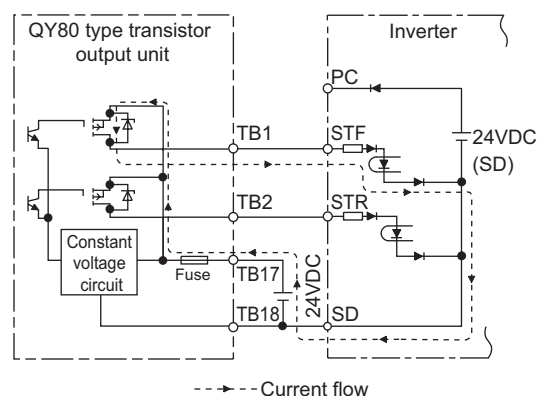 QY80 type transistor
output unit
Inverter
PC
TB1
STF
24VDC
(SD)
TB2
STR
Constant
voltage
circuit
Fuse
TB17
24VDC
TB18
SD
Current flow